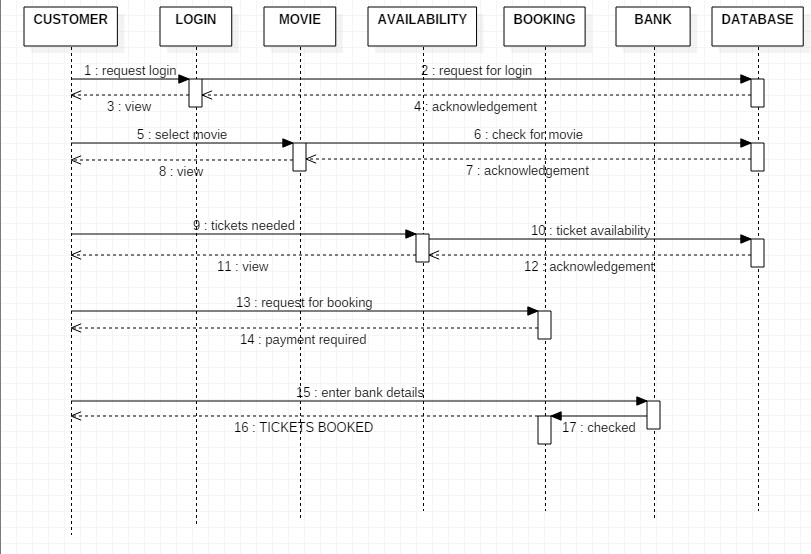 CUSTOMER
LOGIN
MOVIE
AVAILABILITY
BOOKING
BANK
DATABASE
1 : request login
2 : request for login
3 : view
4 : acknowledgement
5 : select movie
6 : check for movie
8 : view
7 : acknowledgement
9 : tickets needed
10 : ticket availability
11 : view
12 : acknowledgement
13 : request for booking
14 : payment required
15 : enter bank details
16 : TICKETS BOOKED
17 : checked